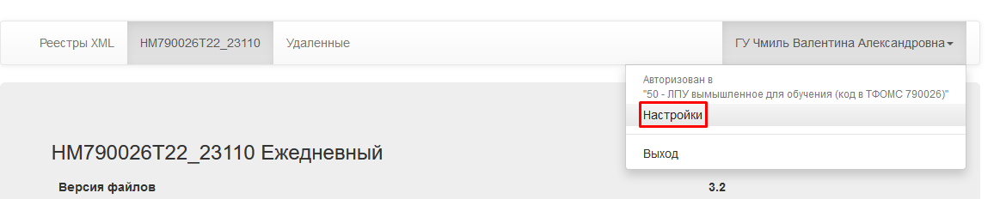 Реестры XML HM790026T22_23110 Удаленные ГУ Чмиль Валентина Александровна
Авторизован в
"50 - ЛПУ вымышленное для обучения (код в ТФОМС 790026)"
Настройки
Выход
HM790026T22_23110 Ежедневный
Версия файлов 3.2